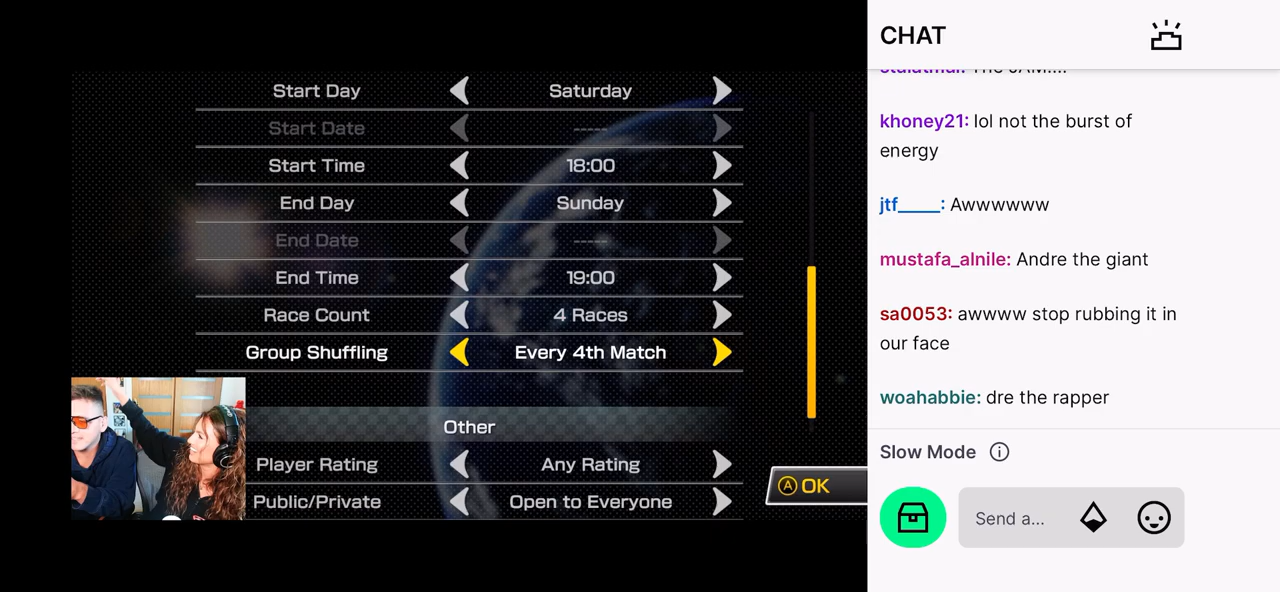 Start Day Saturday
Start Date -----
Start Time 18:00
End Day Sunday
End Date -----
End Time 19:00
Race Count 4 Races
Group Shuffling Every 4th Match
Other
Player Rating Any Rating
Public/Private Open to Everyone
A OK
CHAT
khoney21: lol not the burst of
energy
jtf_____: Awwwwww
mustafa_alnile: Andre the giant
sa0053: awwww stop rubbing it in
our face
woahabbie: dre the rapper
Slow Mode
Send a...